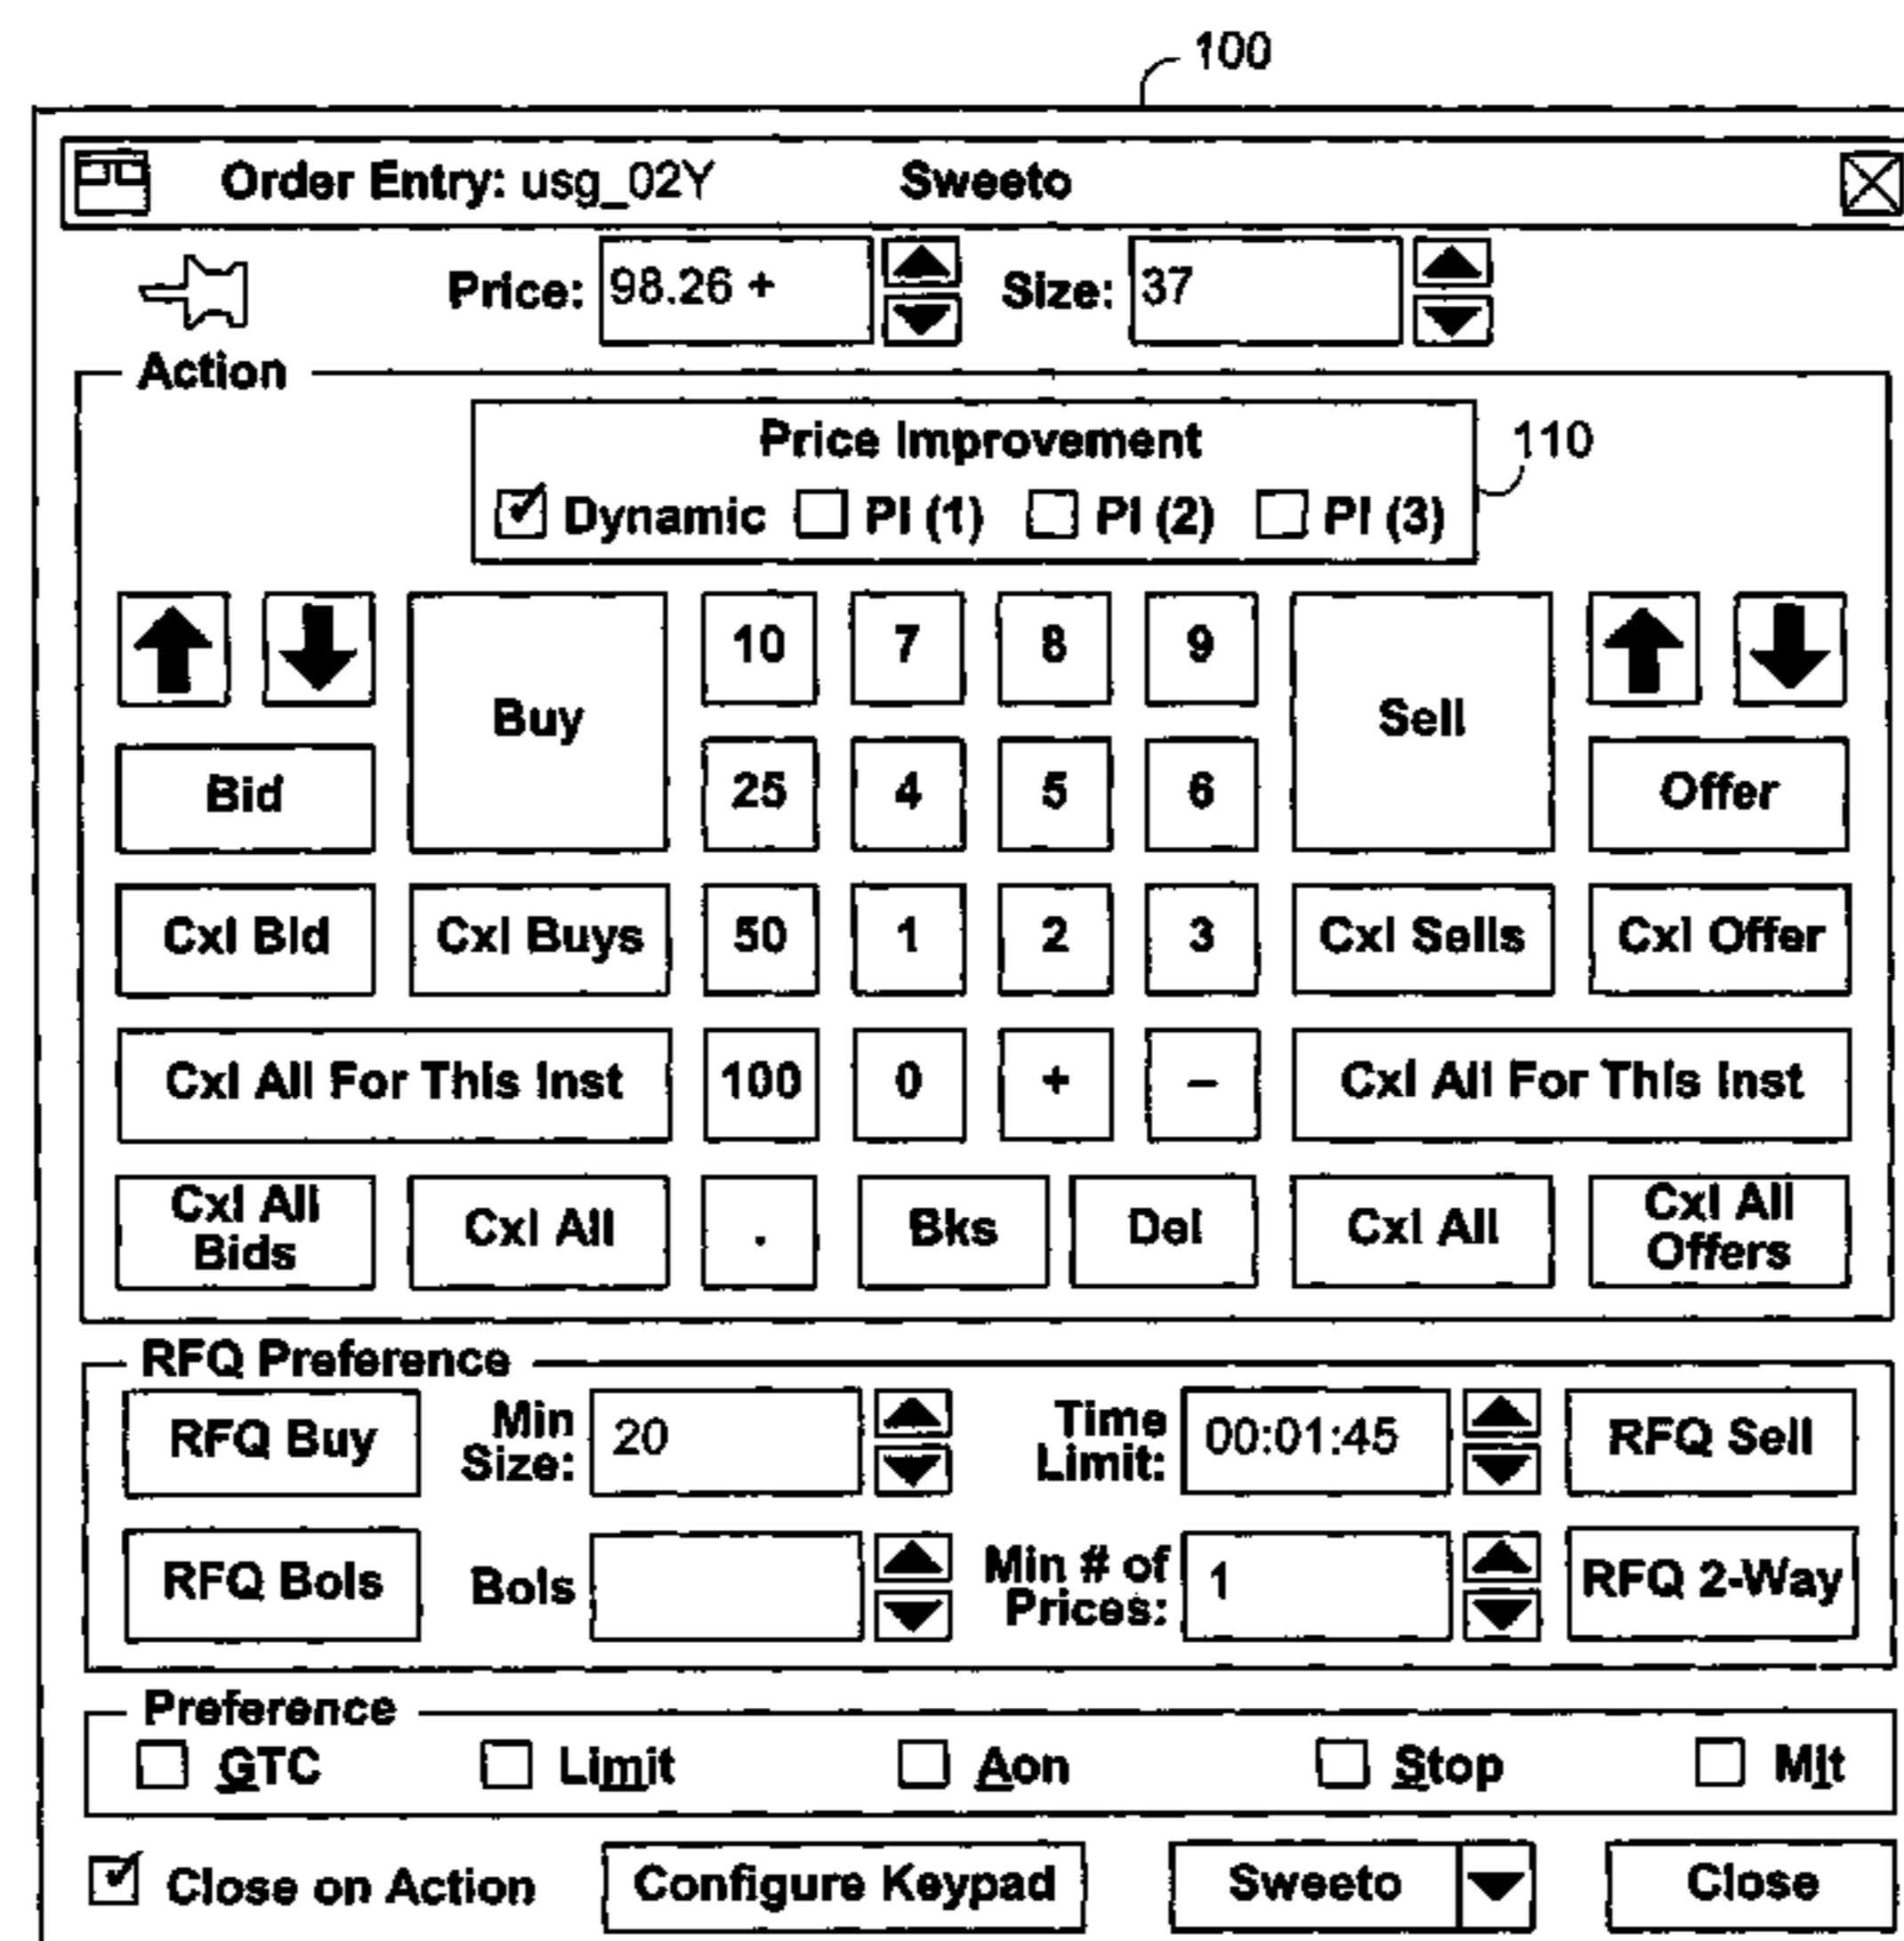 100
Order Entry: usg_02Y Sweeto
Price: 98.26 + Size: 37
Action
Price Improvement
110
Dynamic PI (1) PI (2) PI (3)
Buy 10 7 8 9 Sell
Bid 25 4 5 6 Offer
Cxl Bid Cxl Buys 50 1 2 3 Cxl Sells Cxl Offer
Cxl All For This Inst 100 0 + – Cxl All For This Inst
Cxl All
Bids
Cxl All . Bks Del Cxl All
Cxl All
Offers
RFQ Preference
RFQ Buy
Min
Size:
20
Time
Limit:
00:01:45
RFQ Sell
RFQ Bols Bols
Min # of
Prices:
1
RFQ 2-Way
Preference
GTC Limit Aon Stop Mit
Close on Action Configure Keypad Sweeto Close